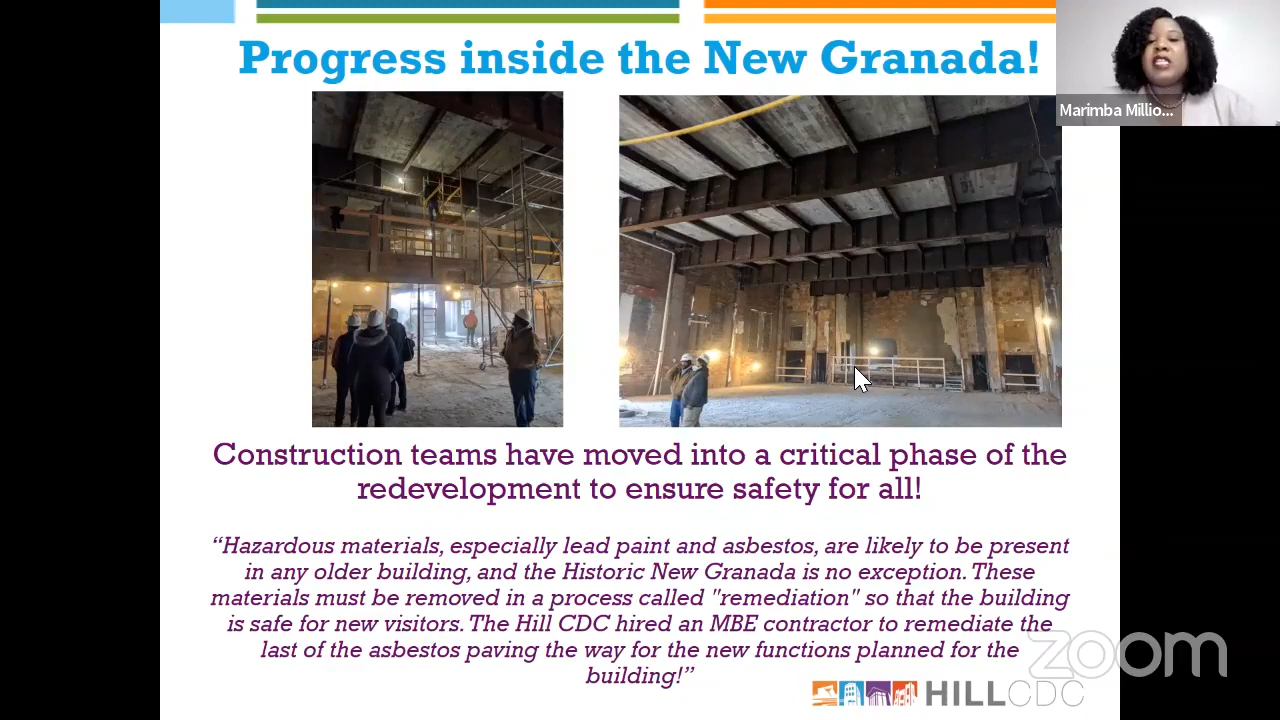 Progress inside the New Granada!
Marimba Millio...
Construction teams have moved into a critical phase of the
redevelopment to ensure safety for all!
“Hazardous materials, especially lead paint and asbestos, are likely to be present
in any older building, and the Historic New Granada is no exception. These
materials must be removed in a process called "remediation" so that the building
is safe for new visitors. The Hill CDC hired an MBE contractor to remediate the
last of the asbestos paving the way for the new functions planned for the
building!”
zoom
HILLCDC